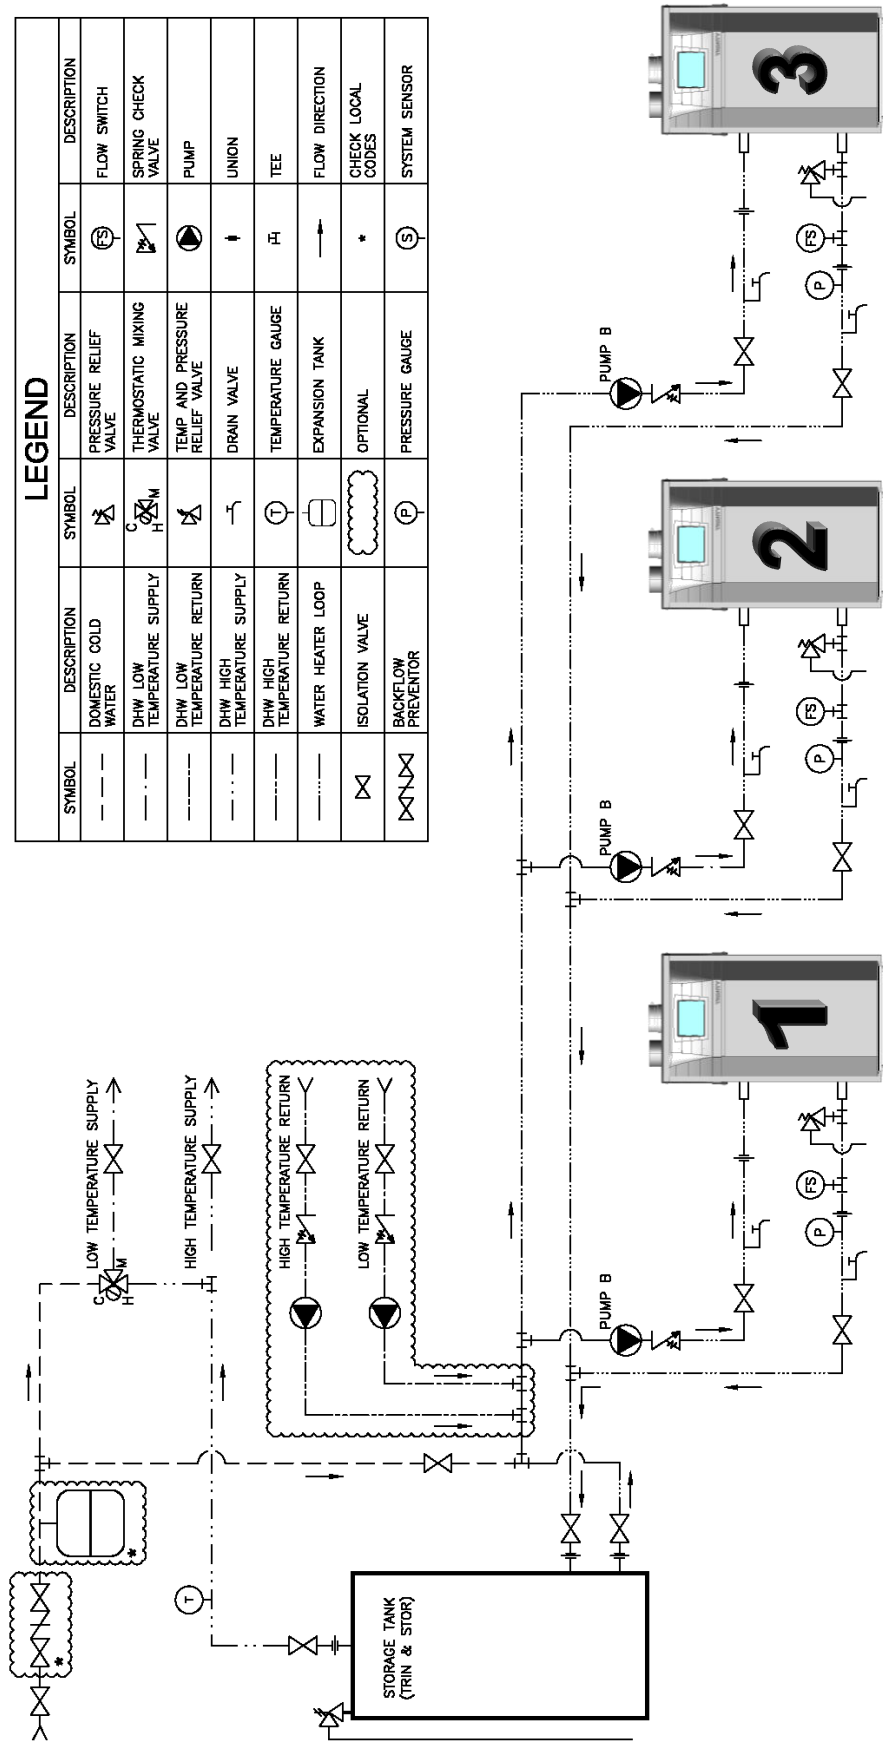 LEGEND
SYMBOL DESCRIPTION SYMBOL DESCRIPTION SYMBOL DESCRIPTION
DOMESTIC COLD
WATER
PRESSURE RELIEF
VALVE
FS
FLOW SWITCH
DHW LOW
TEMPERATURE SUPPLY
C
H M
THERMOSTATIC MIXING
VALVE
SPRING CHECK
VALVE
DHW LOW
TEMPERATURE RETURN
TEMP AND PRESSURE
RELIEF VALVE
PUMP
DHW HIGH
TEMPERATURE SUPPLY
DRAIN VALVE
UNION
DHW HIGH
TEMPERATURE RETURN
T
TEMPERATURE GAUGE
TEE
WATER HEATER LOOP
EXPANSION TANK
FLOW DIRECTION
ISOLATION VALVE
OPTIONAL
*
CHECK LOCAL
CODES
BACKFLOW
PREVENTOR
P
PRESSURE GAUGE
S
SYSTEM SENSOR
*
*
LOW TEMPERATURE SUPPLY
C
M
H
HIGH TEMPERATURE SUPPLY
T
HIGH TEMPERATURE RETURN
LOW TEMPERATURE RETURN
STORAGE TANK
(TRIN & STOR)
PUMP B
PUMP B
PUMP B
P FS
P FS
P FS
1
2
3